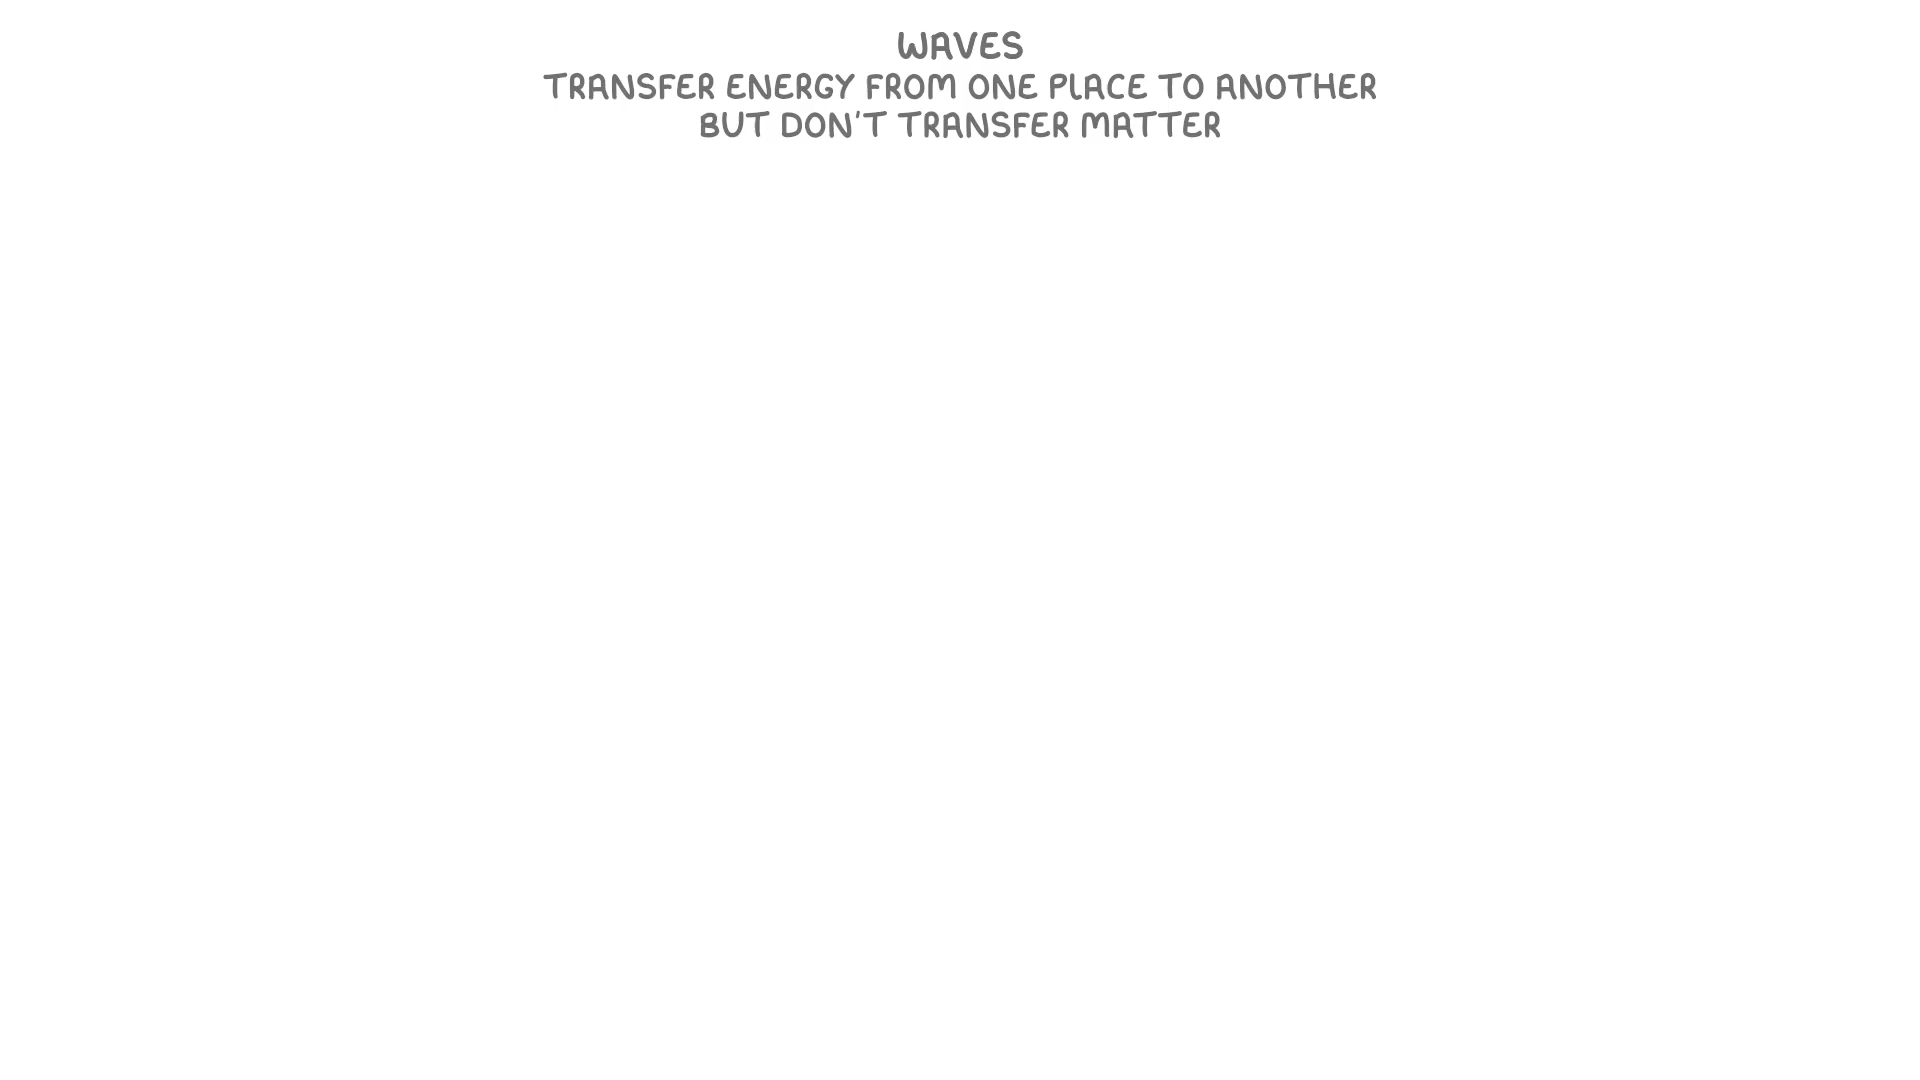 WAVES
TRANSFER ENERGY FROM ONE PLACE TO ANOTHER
BUT DON'T TRANSFER MATTER